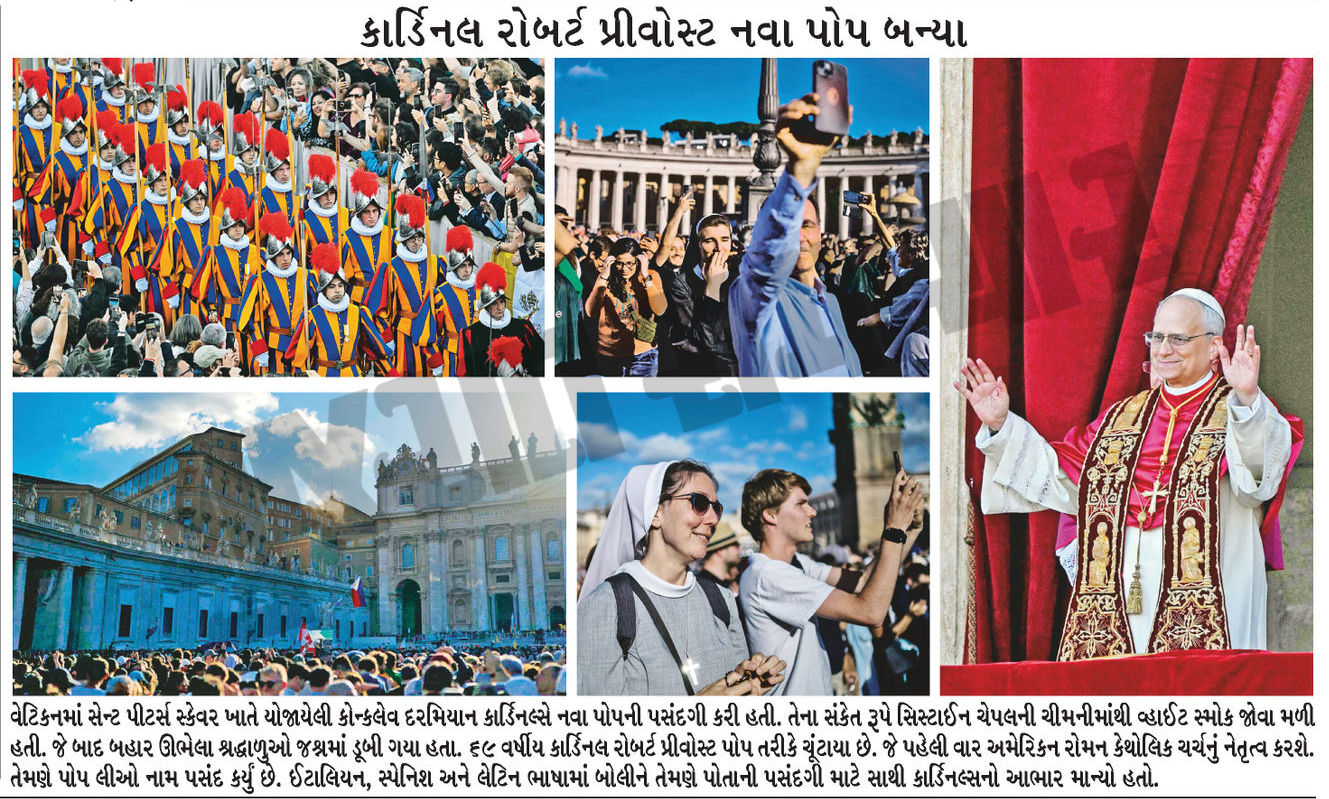 કાર્ડિનલ રોબર્ટ પ્રીવોસ્ટ નવા પોપ બન્યા
વેટિકનમાં સેન્ટ પીટર્સ સ્કેવર ખાતે યોજાયેલી કોન્કલેવ દરમિયાન કાર્ડિનલ્સે નવા પોપની પસંદગી કરી હતી. તેના સંકેત રૂપે સિસ્ટાઈન ચેપલની ચીમનીમાંથી વ્હાઈટ સ્મોક જોવા મળી
હતી. જે બાદ બહાર ઊભેલા શ્રદ્ધાળુઓ જશ્નમાં ડૂબી ગયા હતા. ૬૯ વર્ષીય કાર્ડિનલ રોબર્ટ પ્રીવોસ્ટ પોપ તરીકે ચૂંટાયા છે. જે પહેલી વાર અમેરિકન રોમન કેથોલિક ચર્ચનું નેતૃત્વ કરશે.
તેમણે પોપ લીઓ નામ પસંદ કર્યું છે. ઈટાલિયન, સ્પેનિશ અને લેટિન ભાષામાં બોલીને તેમણે પોતાની પસંદગી માટે સાથી કાર્ડિનલ્સનો આભાર માન્યો હતો.